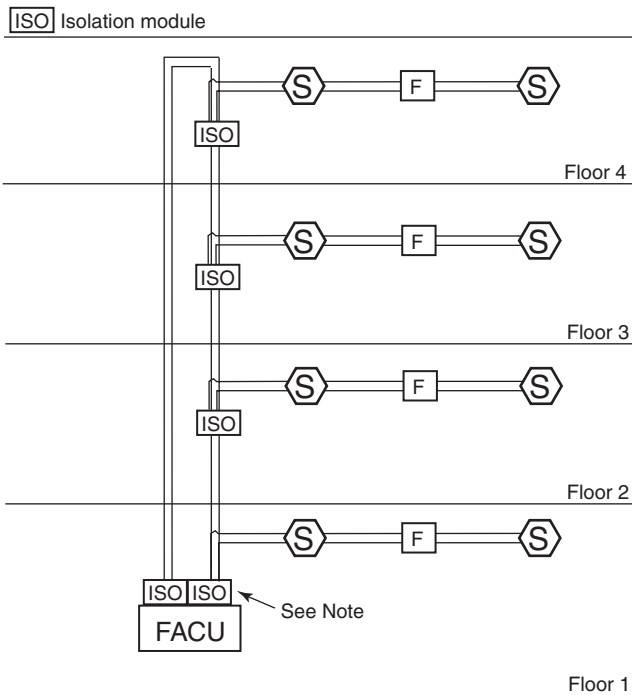 ISO Isolation module
S F S
ISO
Floor 4
S F S
ISO
Floor 3
S F S
ISO
Floor 2
S F S
ISO ISO
See Note
FACU
Floor 1